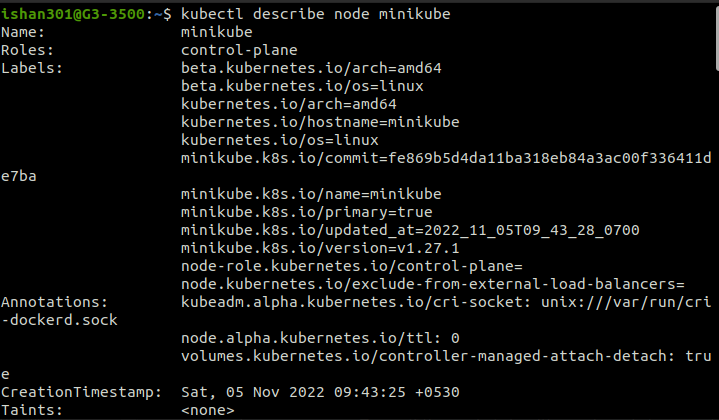 ishan301@G3-3500:~$ kubectl describe node minikube
Name:               minikube
Roles:              control-plane
Labels:             beta.kubernetes.io/arch=amd64
                    beta.kubernetes.io/os=linux
                    kubernetes.io/arch=amd64
                    kubernetes.io/hostname=minikube
                    kubernetes.io/os=linux
                    minikube.k8s.io/commit=fe869b5d4da11ba318eb84a3ac00f336411d
e7ba
                    minikube.k8s.io/name=minikube
                    minikube.k8s.io/primary=true
                    minikube.k8s.io/updated_at=2022_11_05T09_43_28_0700
                    minikube.k8s.io/version=v1.27.1
                    node-role.kubernetes.io/control-plane=
                    node.kubernetes.io/exclude-from-external-load-balancers=
Annotations:        kubeadm.alpha.kubernetes.io/cri-socket: unix:///var/run/cri
-dockerd.sock
                    node.alpha.kubernetes.io/ttl: 0
                    volumes.kubernetes.io/controller-managed-attach-detach: tru
e
CreationTimestamp:  Sat, 05 Nov 2022 09:43:25 +0530
Taints:             <none>